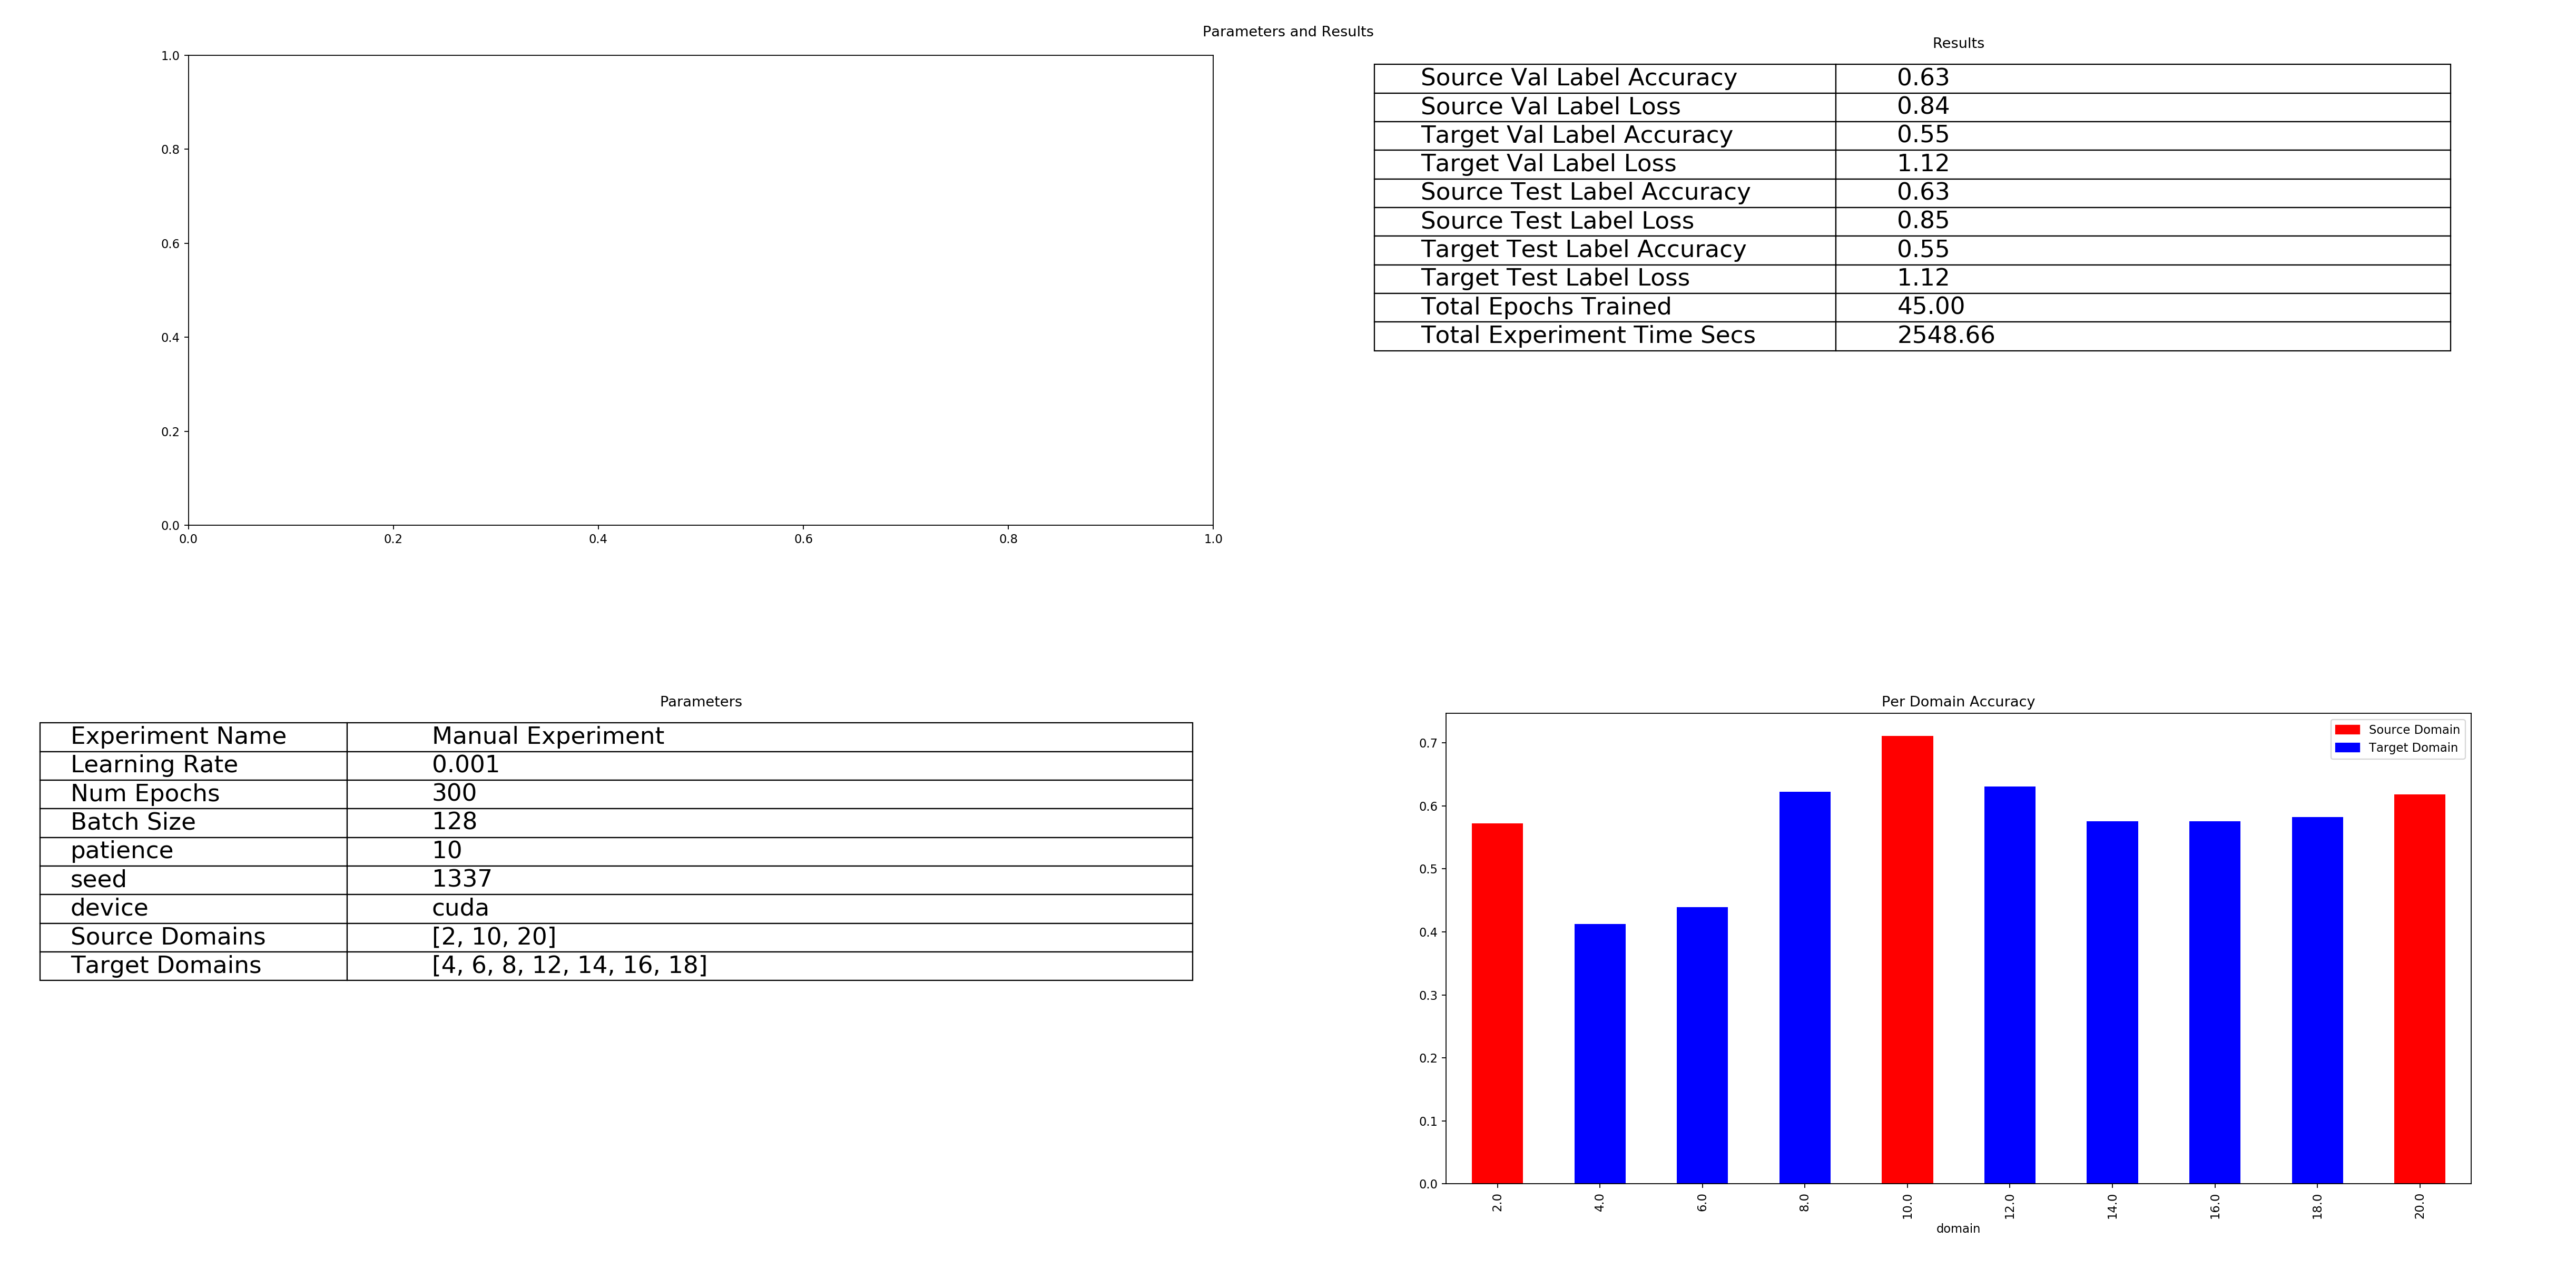 Parameters and Results
1.0
0.8
0.6
0.4
0.2
0.0
0.0 0.2 0.4 0.6 0.8 1.0
Results
Source Val Label Accuracy 0.63
Source Val Label Loss 0.84
Target Val Label Accuracy 0.55
Target Val Label Loss 1.12
Source Test Label Accuracy 0.63
Source Test Label Loss 0.85
Target Test Label Accuracy 0.55
Target Test Label Loss 1.12
Total Epochs Trained 45.00
Total Experiment Time Secs 2548.66
Parameters
Experiment Name Manual Experiment
Learning Rate 0.001
Num Epochs 300
Batch Size 128
patience 10
seed 1337
device cuda
Source Domains [2, 10, 20]
Target Domains [4, 6, 8, 12, 14, 16, 18]
Per Domain Accuracy
Source Domain
Target Domain
0.7
0.6
0.5
0.4
0.3
0.2
0.1
0.0
2.0 4.0 6.0 8.0 10.0 12.0 14.0 16.0 18.0 20.0
domain